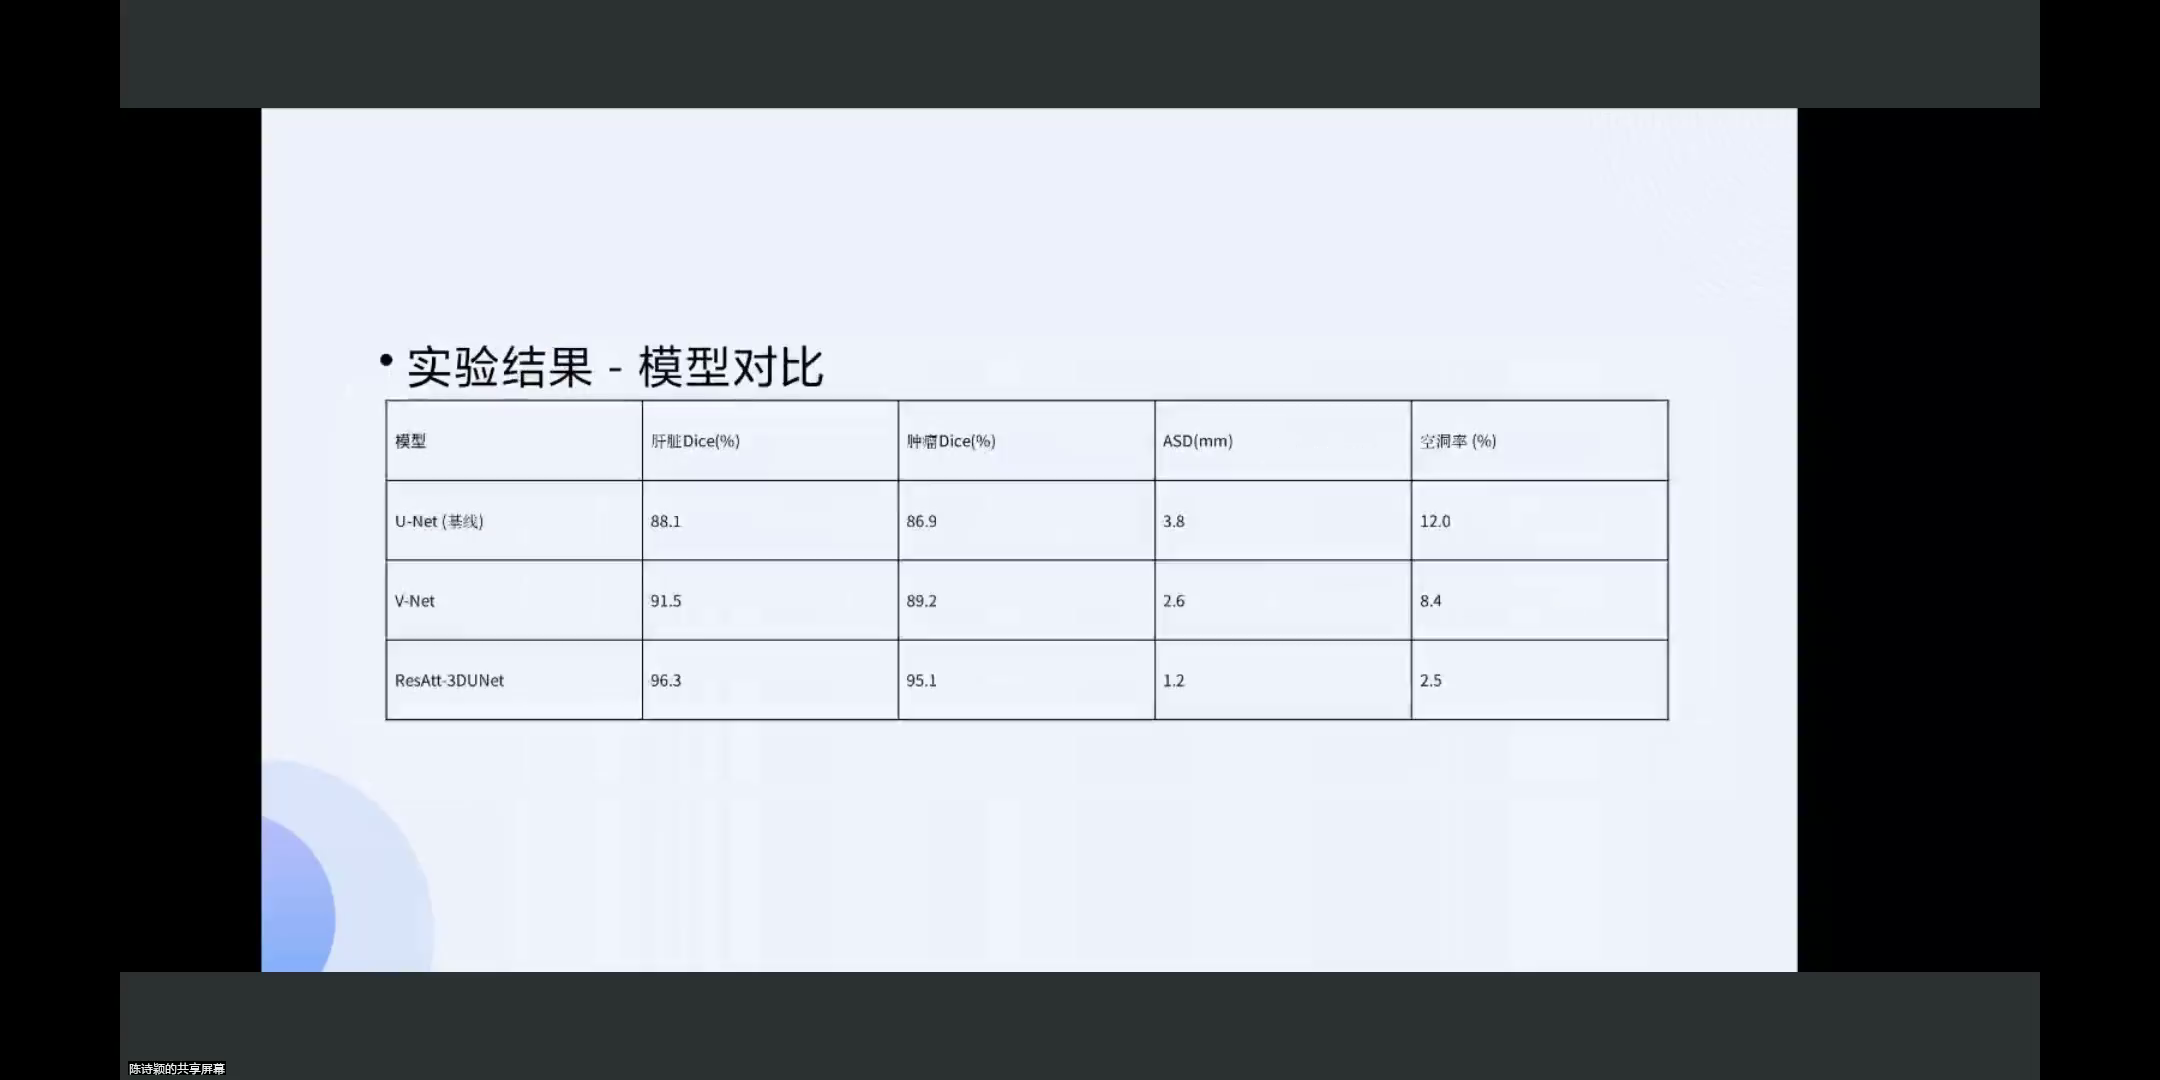 • 实验结果 - 模型对比
模型 肝脏Dice(%) 肿瘤Dice(%) ASD(mm) 空洞率 (%)
U-Net (基线) 88.1 86.9 3.8 12.0
V-Net 91.5 89.2 2.6 8.4
ResAtt-3DUNet 96.3 95.1 1.2 2.5
陈诗颖的共享屏幕